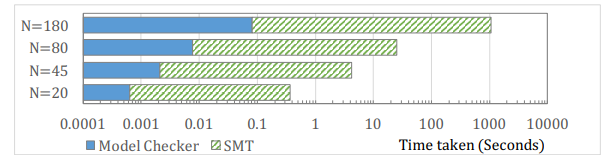 N=180
N=80
N=45
N=20
0.0001 0.001 0.01 0.1 1 10 100 1000 10000
Model Checker SMT Time taken (Seconds)